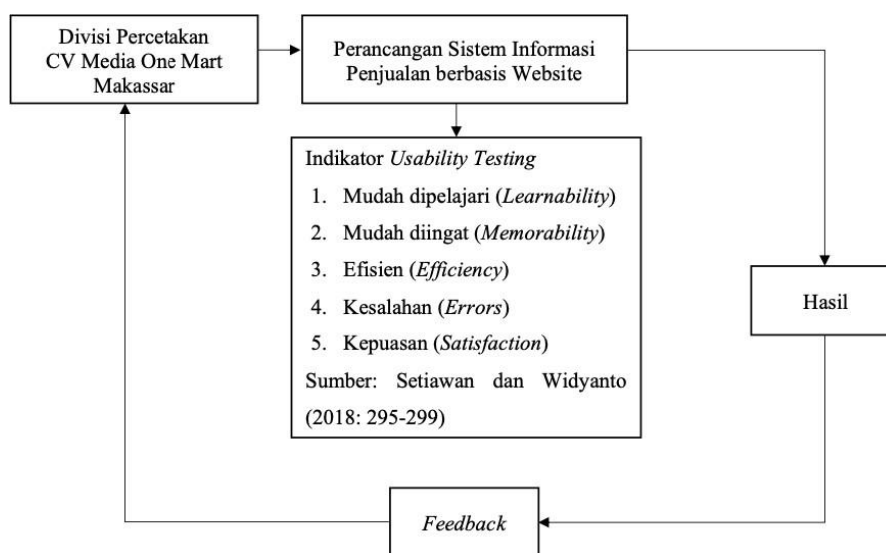 Divisi Percetakan
CV Media One Mart
Makassar
Perancangan Sistem Informasi
Penjualan berbasis Website
Indikator Usability Testing
1. Mudah dipelajari (Learnability)
2. Mudah diingat (Memorability)
3. Efisien (Efficiency)
4. Kesalahan (Errors)
5. Kepuasan (Satisfaction)
Sumber: Setiawan dan Widyanto
(2018: 295-299)
Hasil
Feedback